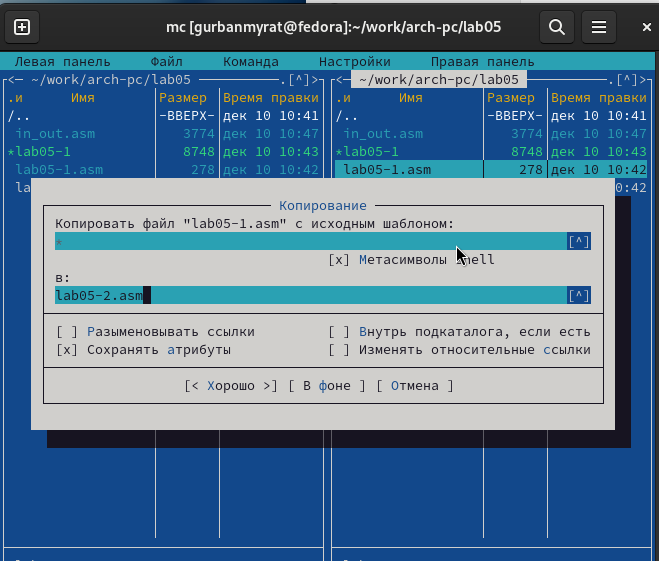 mc [gurbanmyrat@fedora]:~/work/arch-pc/lab05
Левая панель Файл Команда Настройки Правая панель
<— ~/work/arch-pc/lab05 .[^]> <— ~/work/arch-pc/lab05 .[^]>
.и Имя Размер Время правки .и Имя Размер Время правки
/.. -ВВЕРХ- дек 10 10:41 /.. -ВВЕРХ- дек 10 10:41
in_out.asm 3774 дек 10 10:47 in_out.asm 3774 дек 10 10:47
*lab05-1 8748 дек 10 10:43 *lab05-1 8748 дек 10 10:43
lab05-1.asm 278 дек 10 10:42 lab05-1.asm 278 дек 10 10:42
la 0:42
Копирование
Копировать файл "lab05-1.asm" с исходным шаблоном:
* [^]
[x] Метасимволы shell
в:
lab05-2.asm [^]
[ ] Разыменовывать ссылки [ ] Внутрь подкаталога, если есть
[x] Сохранять атрибуты [ ] Изменять относительные ссылки
[< Хорошо >] [ В фоне ] [ Отмена ]